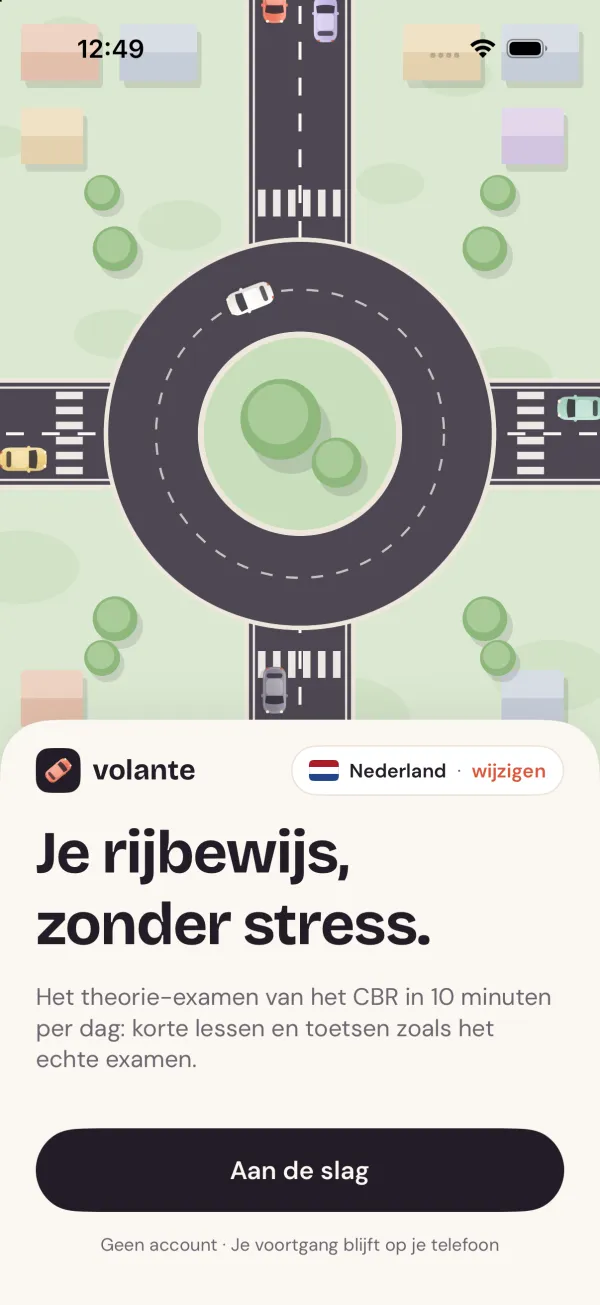 12:49
volante
Nederland · wijzigen
Je rijbewijs,
zonder stress.
Het theorie-examen van het CBR in 10 minuten
per dag: korte lessen en toetsen zoals het
echte examen.
Aan de slag
Geen account · Je voortgang blijft op je telefoon